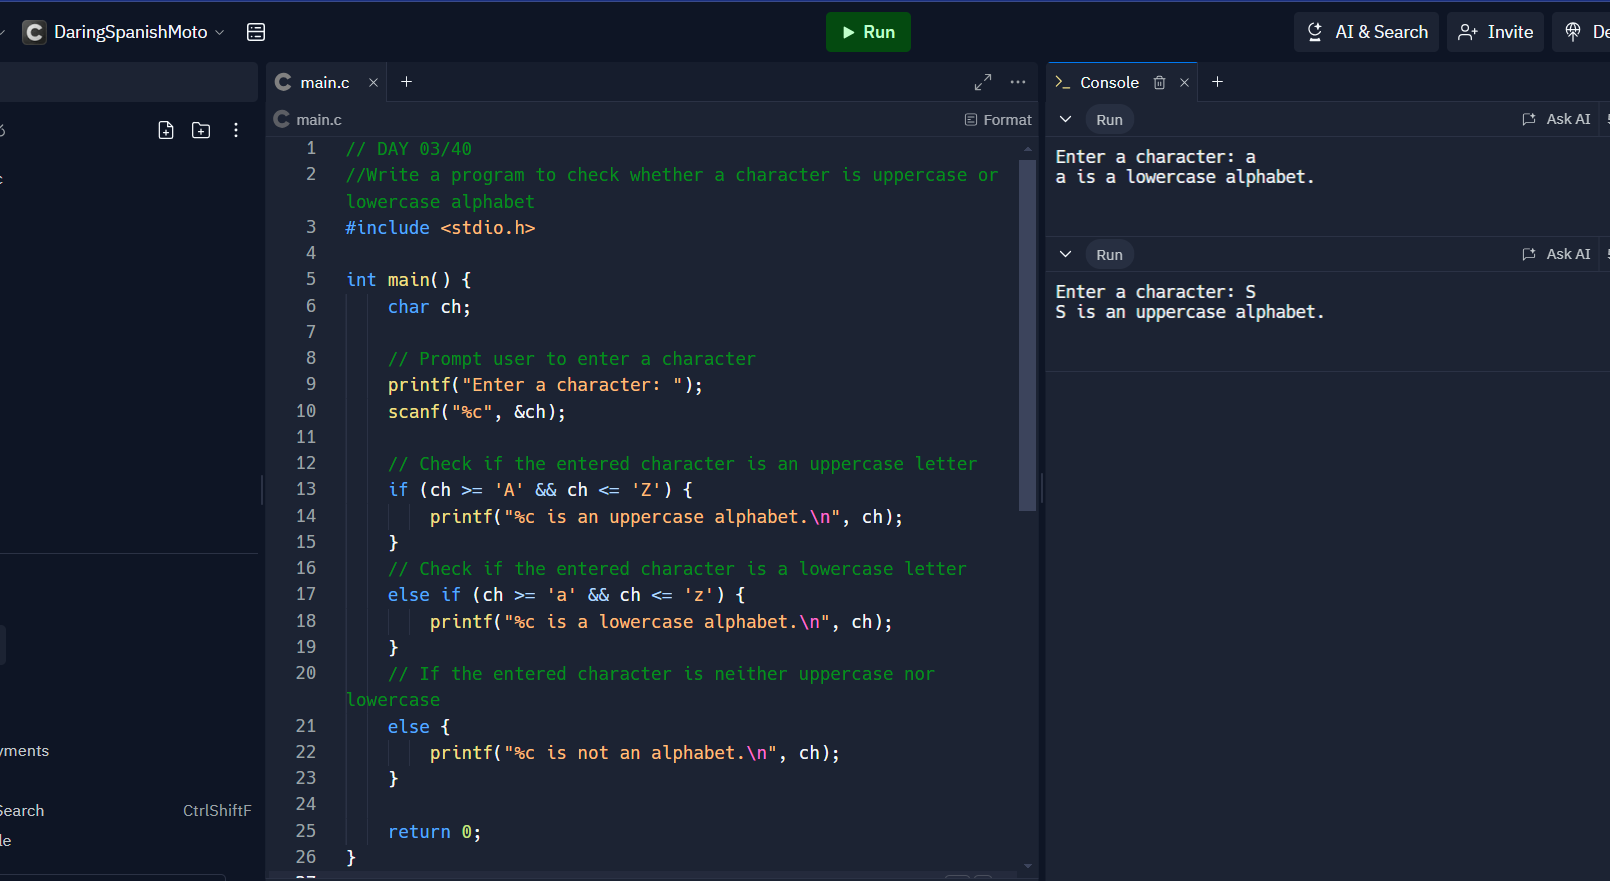 DaringSpanishMoto
Run
AI & Search
Invite
main.c
Console
main.c
Format
Run
Ask AI
1 // DAY 03/40
2 //Write a program to check whether a character is uppercase or
lowercase alphabet
3 #include <stdio.h>
4
5 int main() {
6     char ch;
7
8     // Prompt user to enter a character
9     printf("Enter a character: ");
10     scanf("%c", &ch);
11
12     // Check if the entered character is an uppercase letter
13     if (ch >= 'A' && ch <= 'Z') {
14         printf("%c is an uppercase alphabet.\n", ch);
15     }
16     // Check if the entered character is a lowercase letter
17     else if (ch >= 'a' && ch <= 'z') {
18         printf("%c is a lowercase alphabet.\n", ch);
19     }
20     // If the entered character is neither uppercase nor
lowercase
21     else {
22         printf("%c is not an alphabet.\n", ch);
23     }
24
25     return 0;
26 }
Enter a character: a
a is a lowercase alphabet.
Run
Ask AI
Enter a character: S
S is an uppercase alphabet.
yments
Search
CtrlShiftF
le